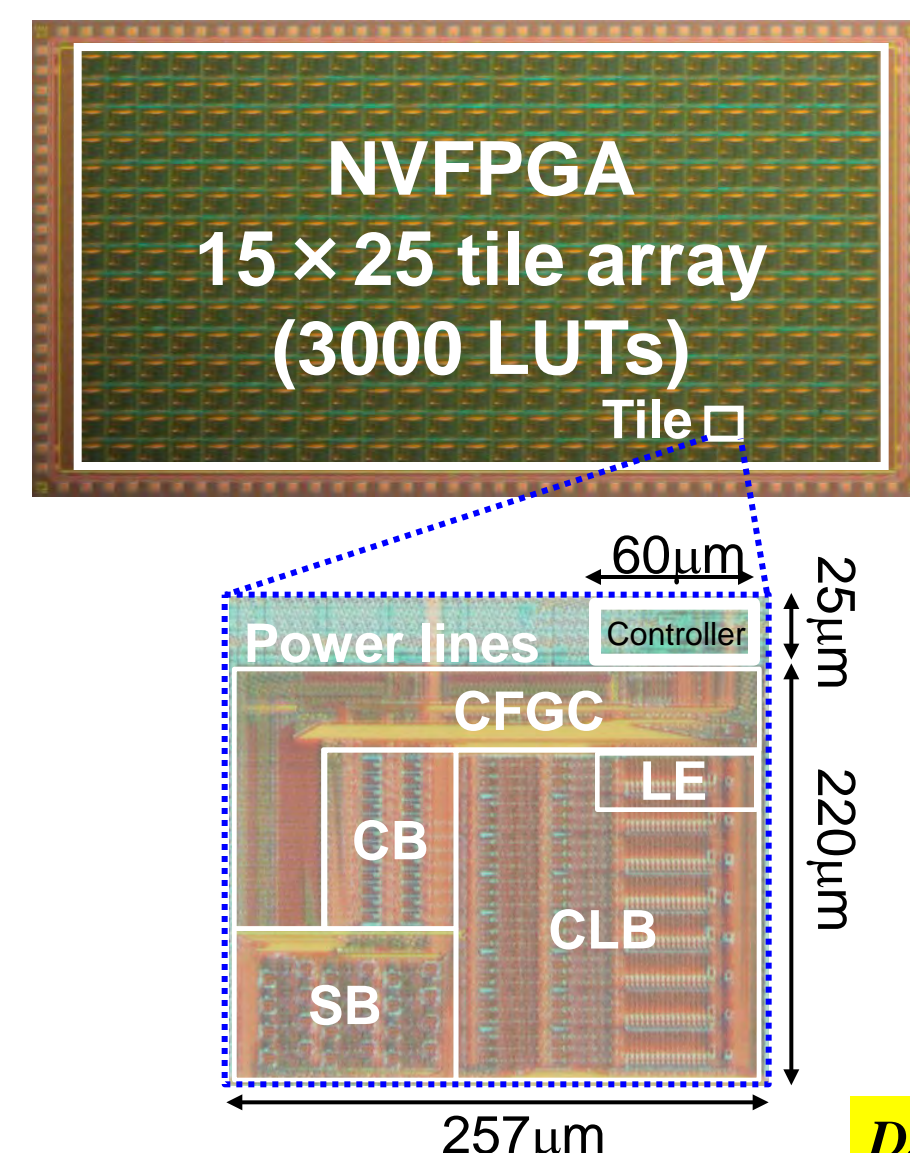 NVFPGA
15×25 tile array
(3000 LUTs)
Tile
60μm
25μm
Power lines
Controller
CFGC
LE
CB
220μm
CLB
SB
257μm